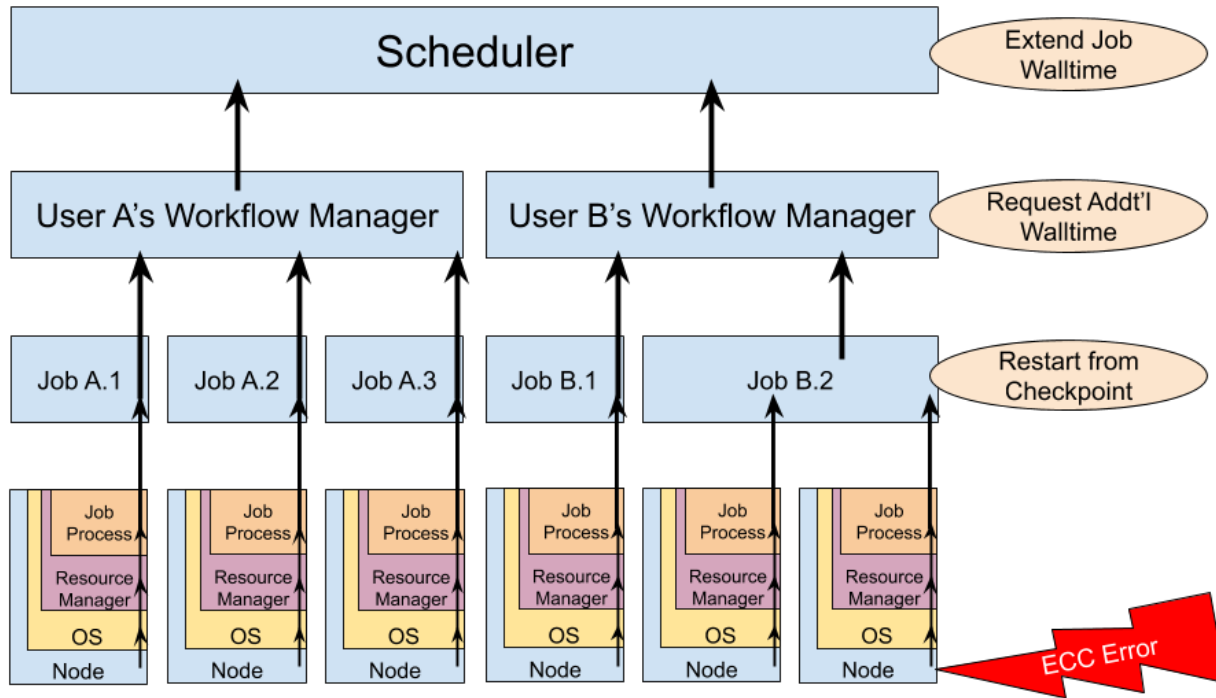 Scheduler
Extend Job
Walltime
User A's Workflow Manager
User B's Workflow Manager
Request Addt'l
Walltime
Job A.1
Job A.2
Job A.3
Job B.1
Job B.2
Restart from
Checkpoint
Job
Process
Resource
Manager
OS
Node
Job
Process
Resource
Manager
OS
Node
Job
Process
Resource
Manager
OS
Node
Job
Process
Resource
Manager
OS
Node
Job
Process
Resource
Manager
OS
Node
Job
Process
Resource
Manager
OS
Node
ECC Error